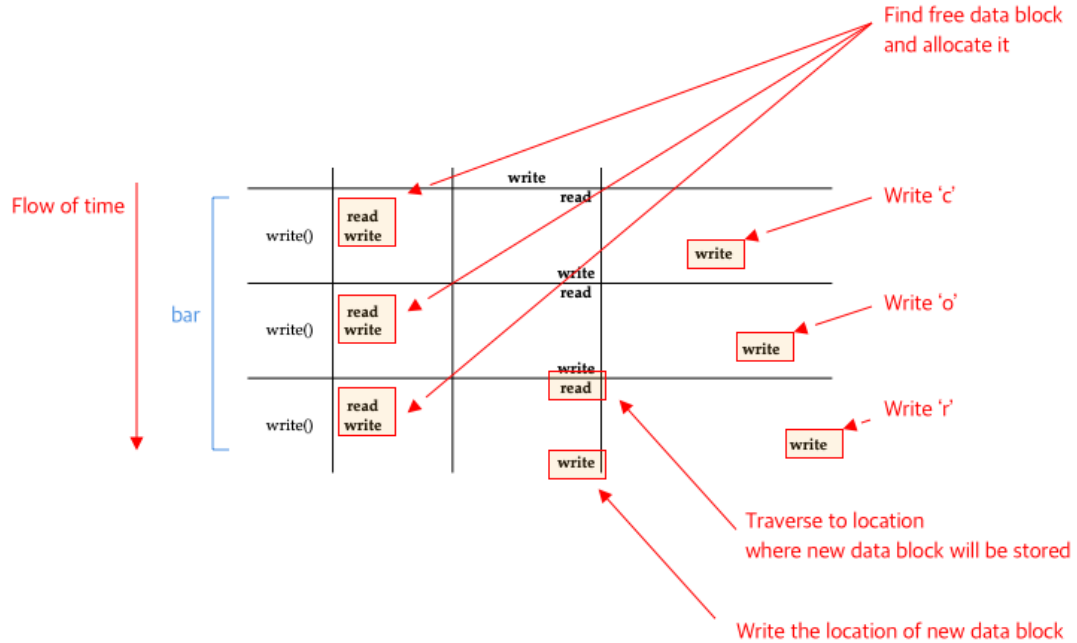 Find free data block
and allocate it
write
Flow of time
read
read
Write ‘c’
write()
write
write
write
read
read
bar
Write ‘o’
write()
write
write
write
read
read
Write ‘r’
write()
write
write
write
Traverse to location
where new data block will be stored
Write the location of new data block